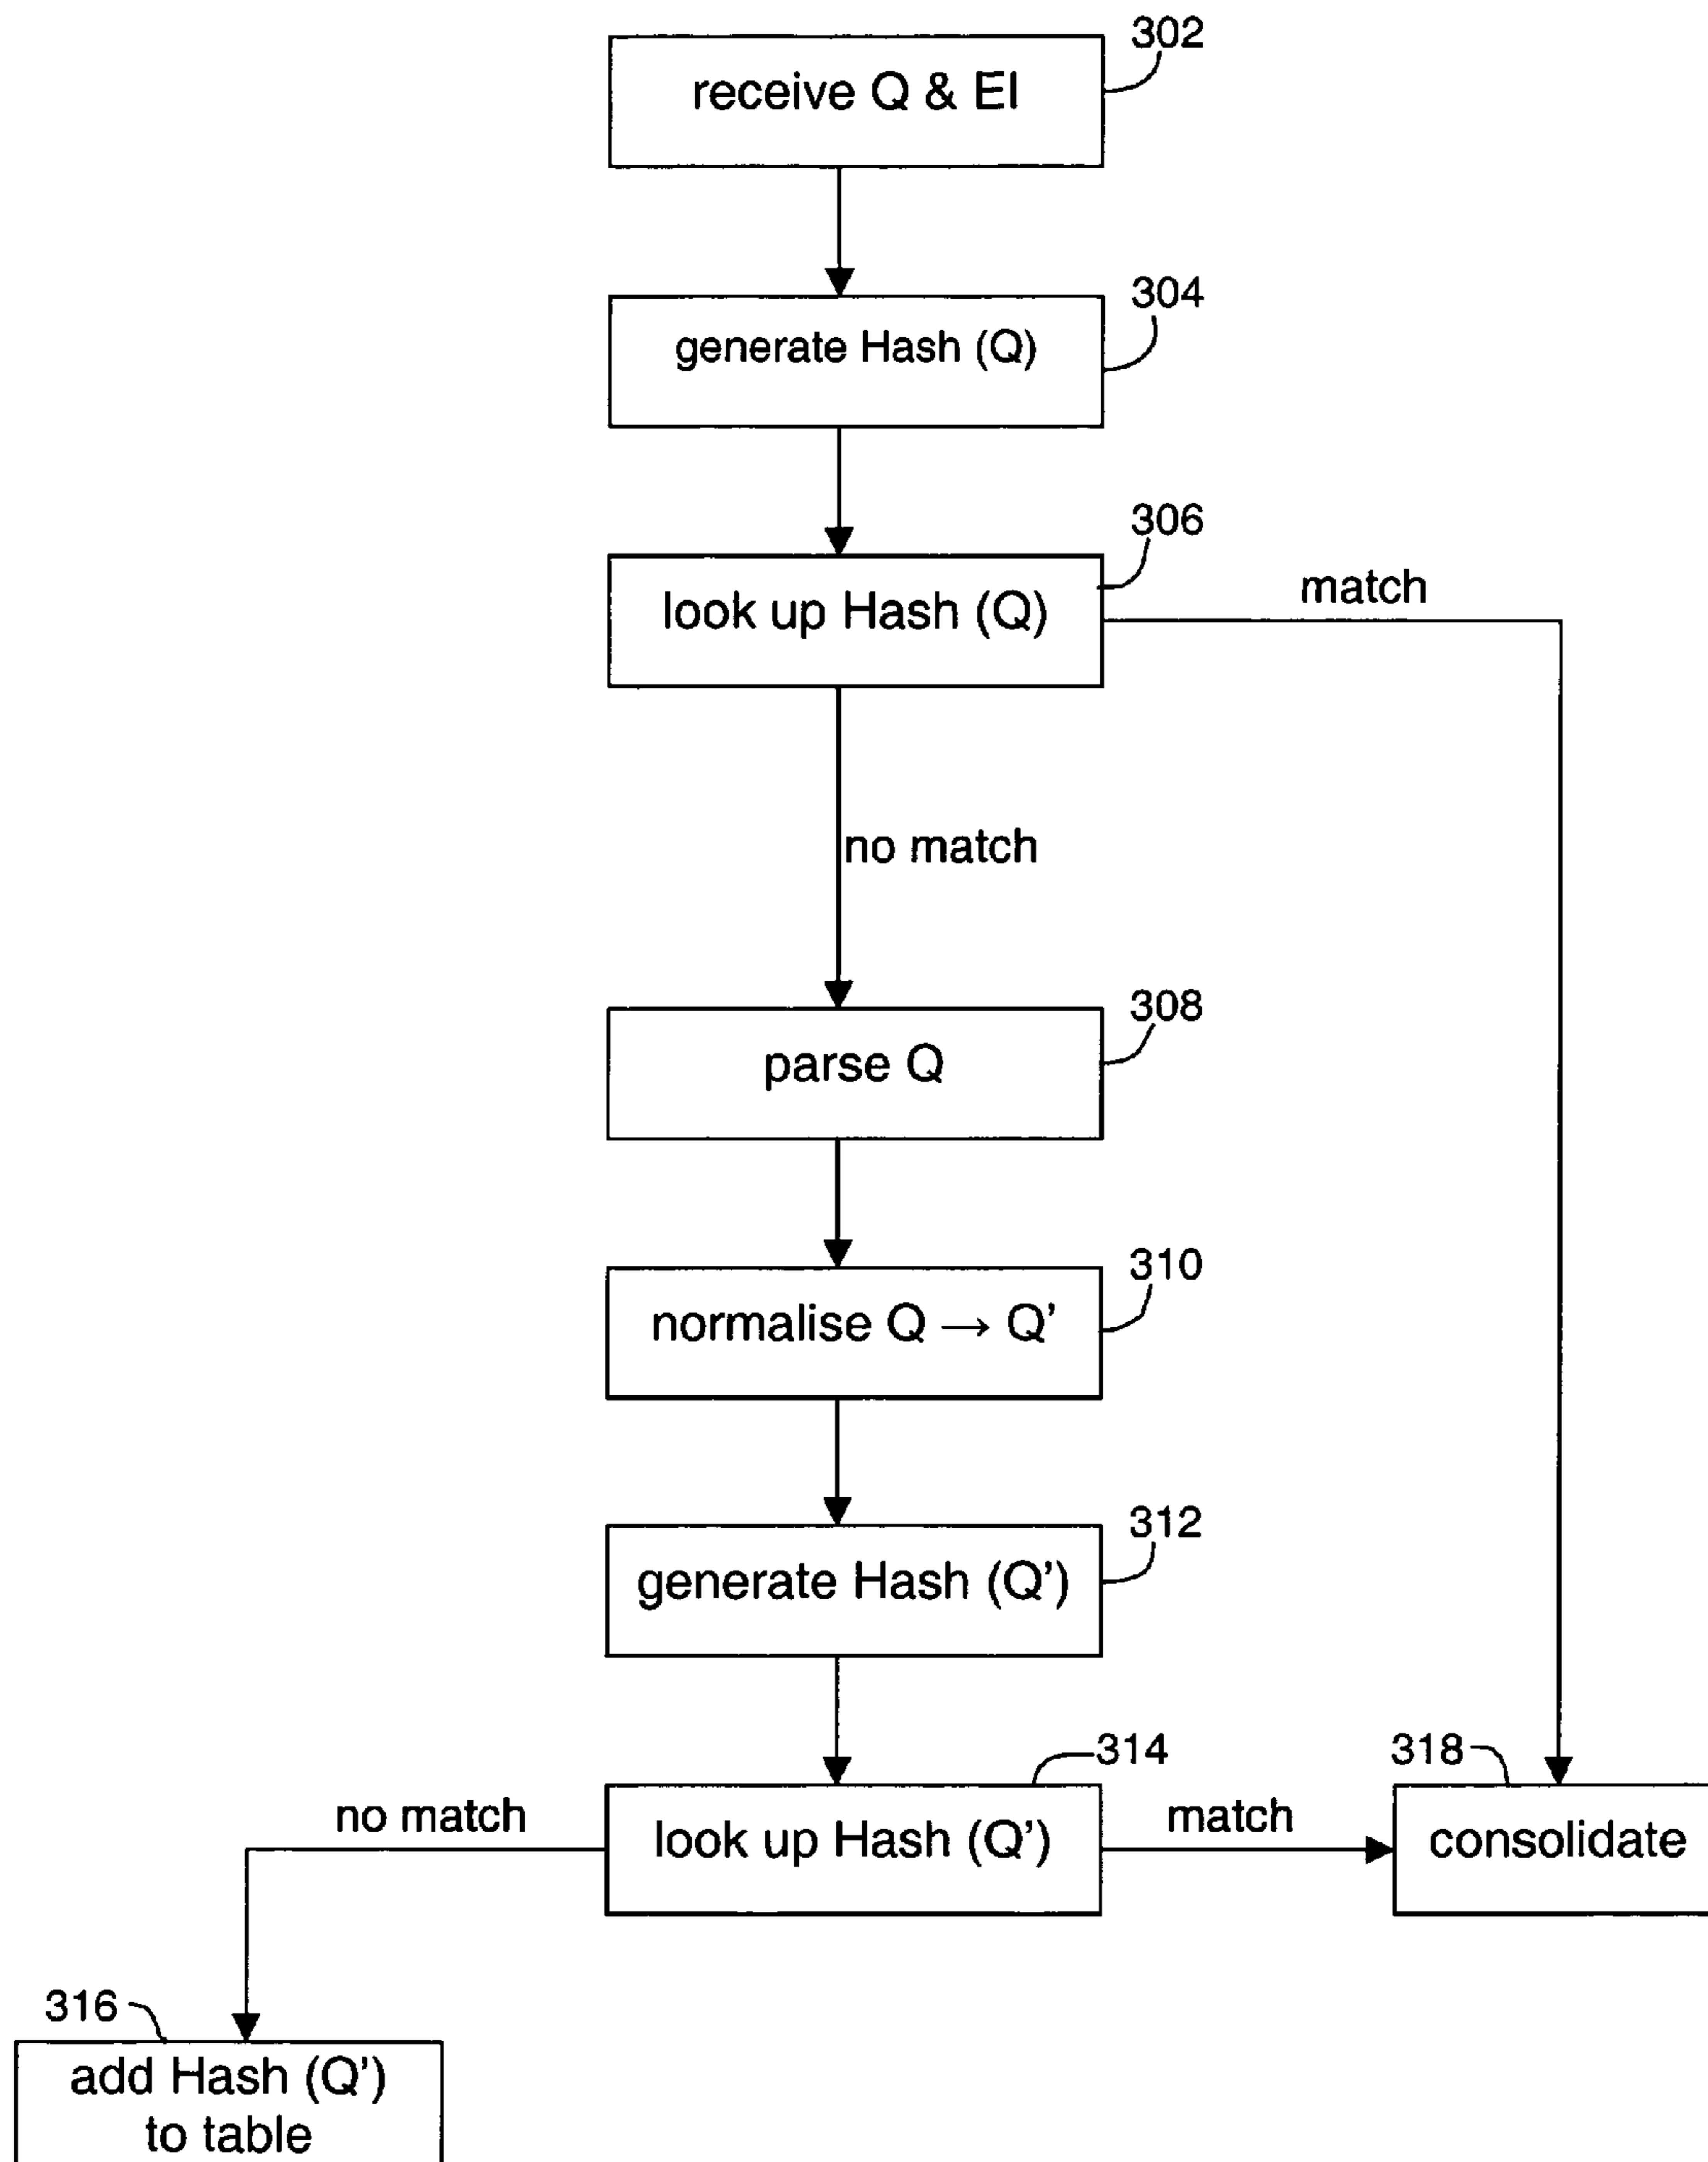 302
receive Q & EI
304
generate Hash (Q)
306
look up Hash (Q)
match
no match
308
parse Q
310
normalise Q → Q’
312
generate Hash (Q’)
314
318
no match
look up Hash (Q’)
match
consolidate
316
add Hash (Q’)
to table